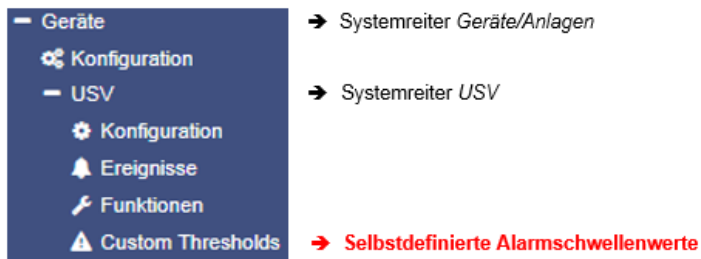 Geräte ➔ Systemreiter Geräte/Anlagen
Konfiguration
USV ➔ Systemreiter USV
Konfiguration
Ereignisse
Funktionen
Custom Thresholds ➔ Selbstdefinierte Alarmschwellenwerte